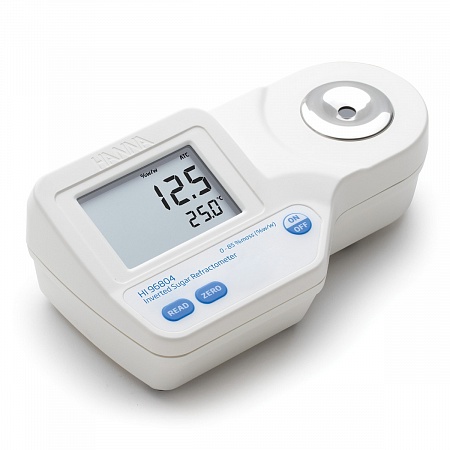 HANNA
%w/w
ATC
12.5
25.0°C
0 - 85 %mass (%w/w)
ON
OFF
HI 96804
Inverted Sugar Refractometer
READ
ZERO